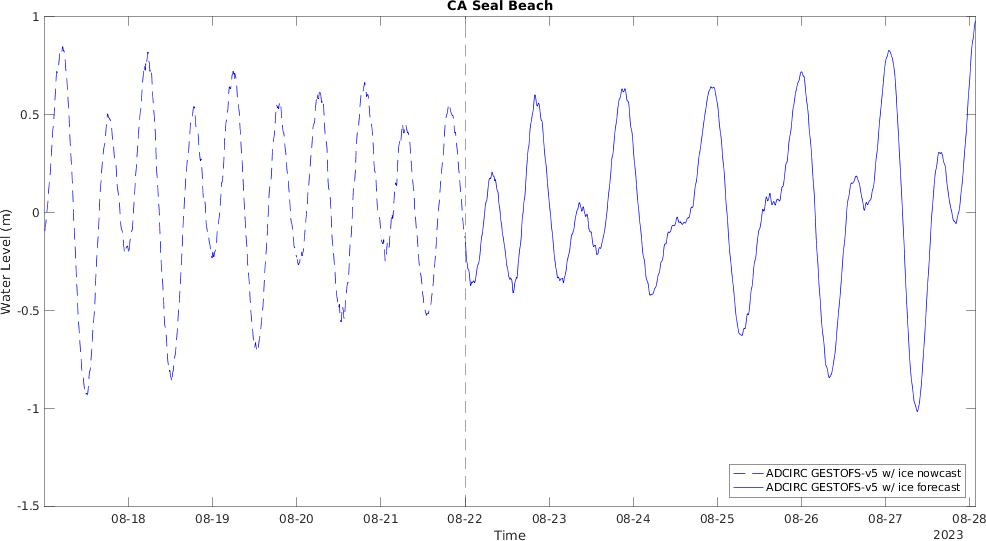 CA Seal Beach
1
0.5
0
-0.5
-1
-1.5
Water Level (m)
ADCIRC GESTOFS-v5 w/ ice nowcast
ADCIRC GESTOFS-v5 w/ ice forecast
08-18 08-19 08-20 08-21 08-22 08-23 08-24 08-25 08-26 08-27 08-28
Time
2023